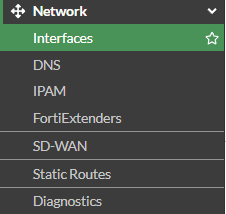 Network
Interfaces
DNS
IPAM
FortiExtenders
SD-WAN
Static Routes
Diagnostics